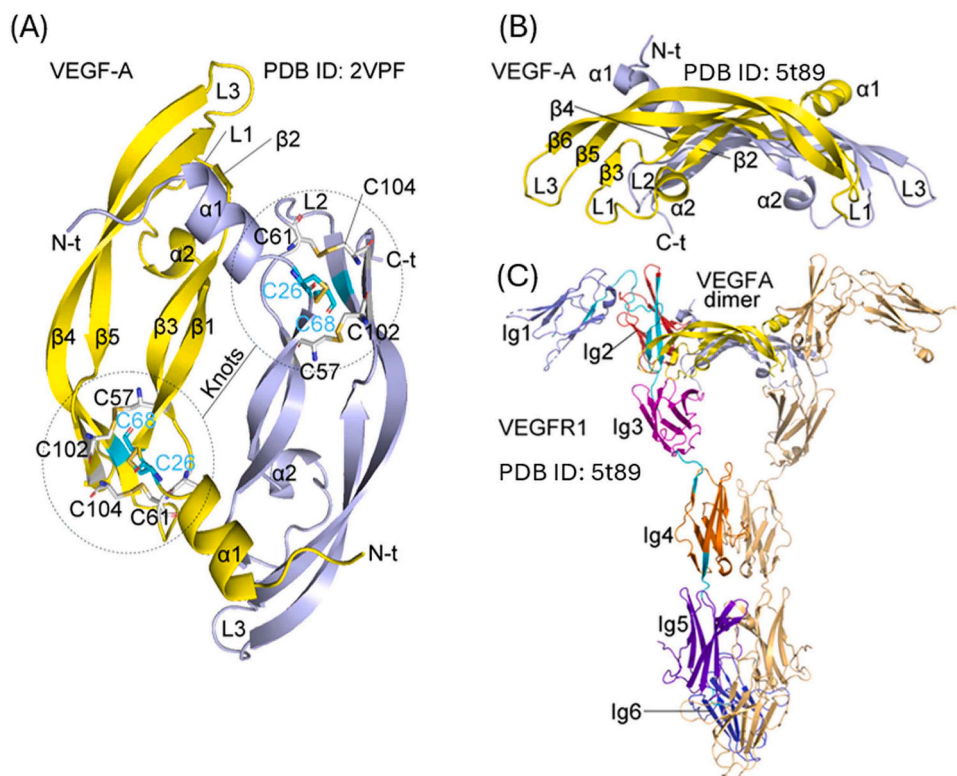 (A)
VEGF-A
PDB ID: 2VPF
L3
L1
β2
C104
L2
α1
N-t
C61
C-t
α2
C26
C68
β4
β5
β3
β1
C102
C57
Knots
C57
C68
C102
C26
α2
C104
C61
α1
N-t
L3
(B)
N-t
VEGF-A
α1
PDB ID: 5t89
α1
β4
β6
β5
β2
β3
L3
L2
L1
α2
α2
L1
L3
C-t
(C)
VEGFA
dimer
Ig1
Ig2
VEGFR1
Ig3
PDB ID: 5t89
Ig4
Ig5
Ig6